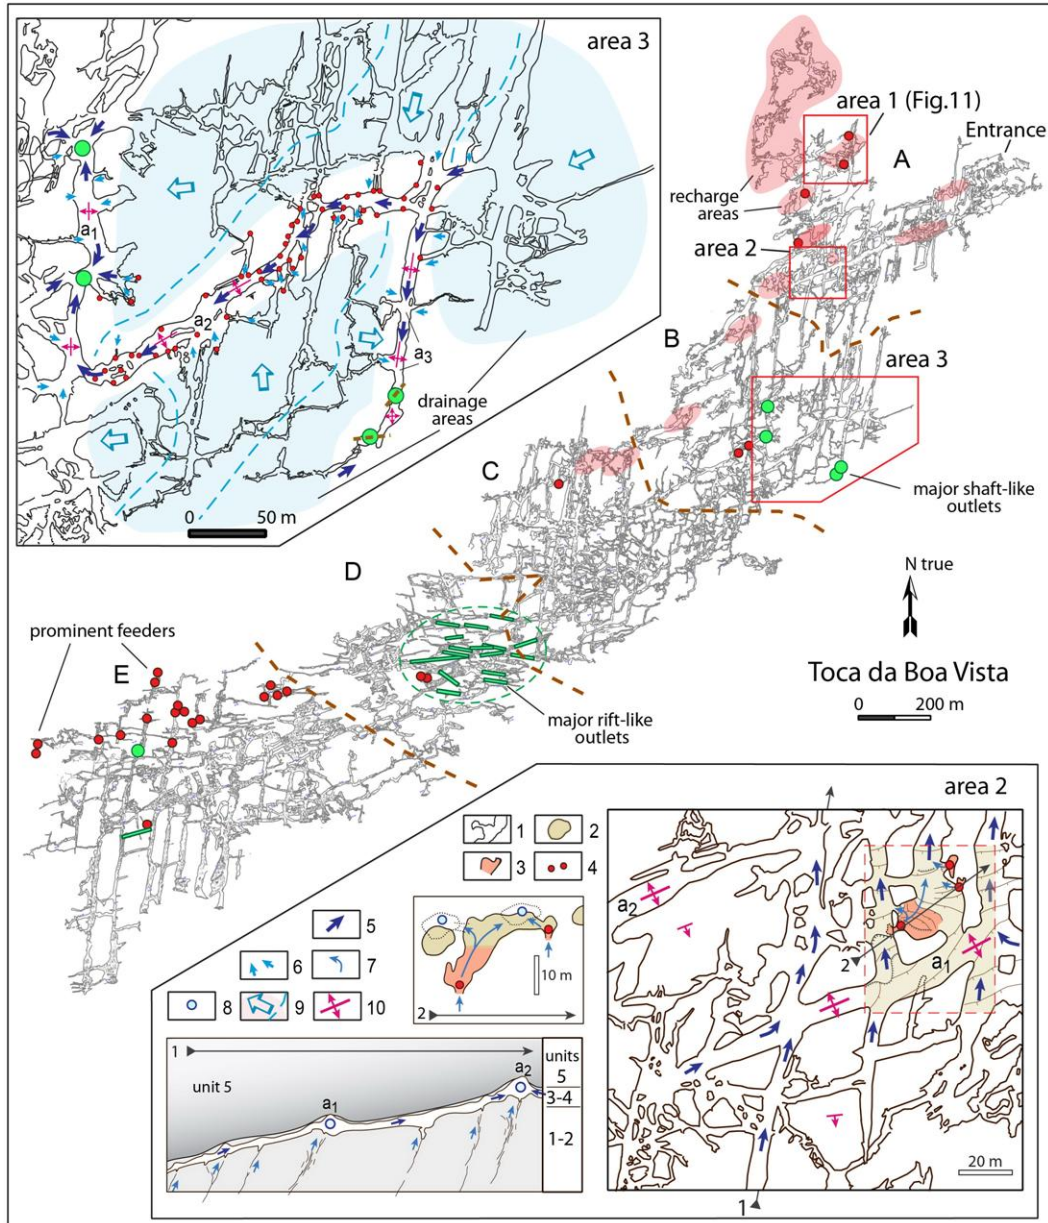 area 3
a1
a2
a3
drainage
areas
0 50 m
area 1 (Fig.11)
A
Entrance
recharge
areas
area 2
B
area 3
C
major shaft-like
outlets
D
N true
prominent feeders
E
Toca da Boa Vista
0 200 m
major rift-like
outlets
area 2
1
2
3
4
5
6
7
8
9
10
10 m
2
1
unit 5
a1
a2
units
5
3-4
1-2
a2
a1
2
20 m
1